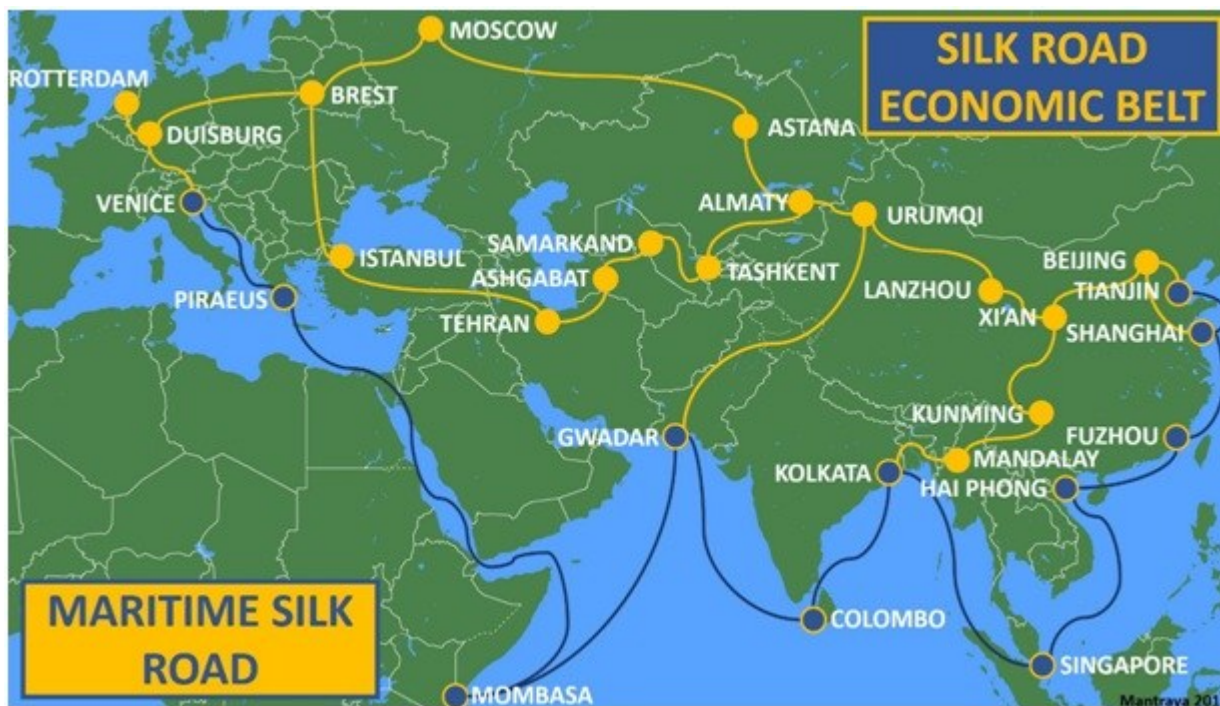 MOSCOW
SILK ROAD
ECONOMIC BELT
ROTTERDAM
BREST
DUISBURG
ASTANA
VENICE
ALMATY
URUMQI
SAMARKAND
ISTANBUL
ASHGABAT
TASHKENT
BEIJING
PIRAEUS
LANZHOU
TIANJIN
TEHRAN
XI'AN
SHANGHAI
KUNMING
GWADAR
FUZHOU
MANDALAY
KOLKATA
HAI PHONG
MARITIME SILK
ROAD
COLOMBO
SINGAPORE
MOMBASA
Mantraya